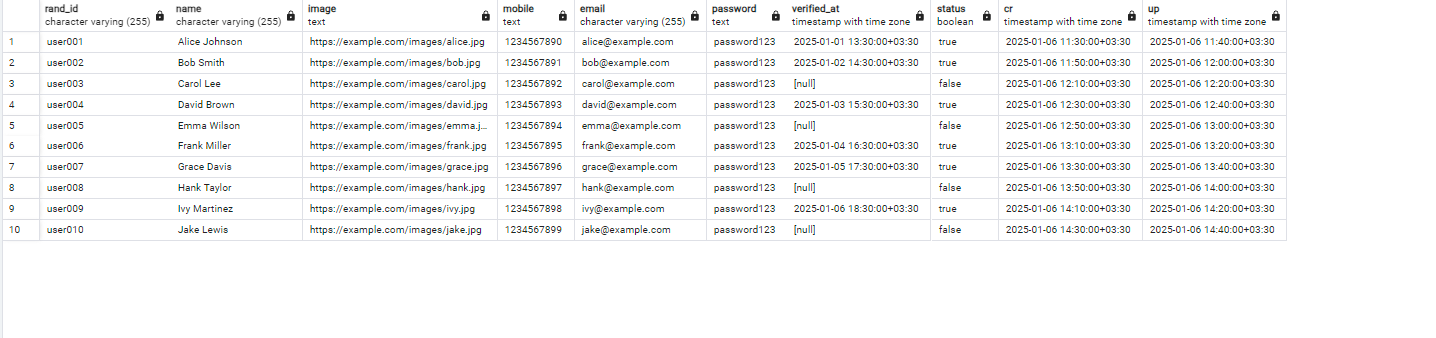 rand_id name image mobile email password verified_at status cr up
character varying (255) character varying (255) text text character varying (255) text timestamp with time zone boolean timestamp with time zone timestamp with time zone
1 user001 Alice Johnson https://example.com/images/alice.jpg 1234567890 alice@example.com password123 2025-01-01 13:30:00+03:30 true 2025-01-06 11:30:00+03:30 2025-01-06 11:40:00+03:30
2 user002 Bob Smith https://example.com/images/bob.jpg 1234567891 bob@example.com password123 2025-01-02 14:30:00+03:30 true 2025-01-06 11:50:00+03:30 2025-01-06 12:00:00+03:30
3 user003 Carol Lee https://example.com/images/carol.jpg 1234567892 carol@example.com password123 [null] false 2025-01-06 12:10:00+03:30 2025-01-06 12:20:00+03:30
4 user004 David Brown https://example.com/images/david.jpg 1234567893 david@example.com password123 2025-01-03 15:30:00+03:30 true 2025-01-06 12:30:00+03:30 2025-01-06 12:40:00+03:30
5 user005 Emma Wilson https://example.com/images/emma.j... 1234567894 emma@example.com password123 [null] false 2025-01-06 12:50:00+03:30 2025-01-06 13:00:00+03:30
6 user006 Frank Miller https://example.com/images/frank.jpg 1234567895 frank@example.com password123 2025-01-04 16:30:00+03:30 true 2025-01-06 13:10:00+03:30 2025-01-06 13:20:00+03:30
7 user007 Grace Davis https://example.com/images/grace.jpg 1234567896 grace@example.com password123 2025-01-05 17:30:00+03:30 true 2025-01-06 13:30:00+03:30 2025-01-06 13:40:00+03:30
8 user008 Hank Taylor https://example.com/images/hank.jpg 1234567897 hank@example.com password123 [null] false 2025-01-06 13:50:00+03:30 2025-01-06 14:00:00+03:30
9 user009 Ivy Martinez https://example.com/images/ivy.jpg 1234567898 ivy@example.com password123 2025-01-06 18:30:00+03:30 true 2025-01-06 14:10:00+03:30 2025-01-06 14:20:00+03:30
10 user010 Jake Lewis https://example.com/images/jake.jpg 1234567899 jake@example.com password123 [null] false 2025-01-06 14:30:00+03:30 2025-01-06 14:40:00+03:30